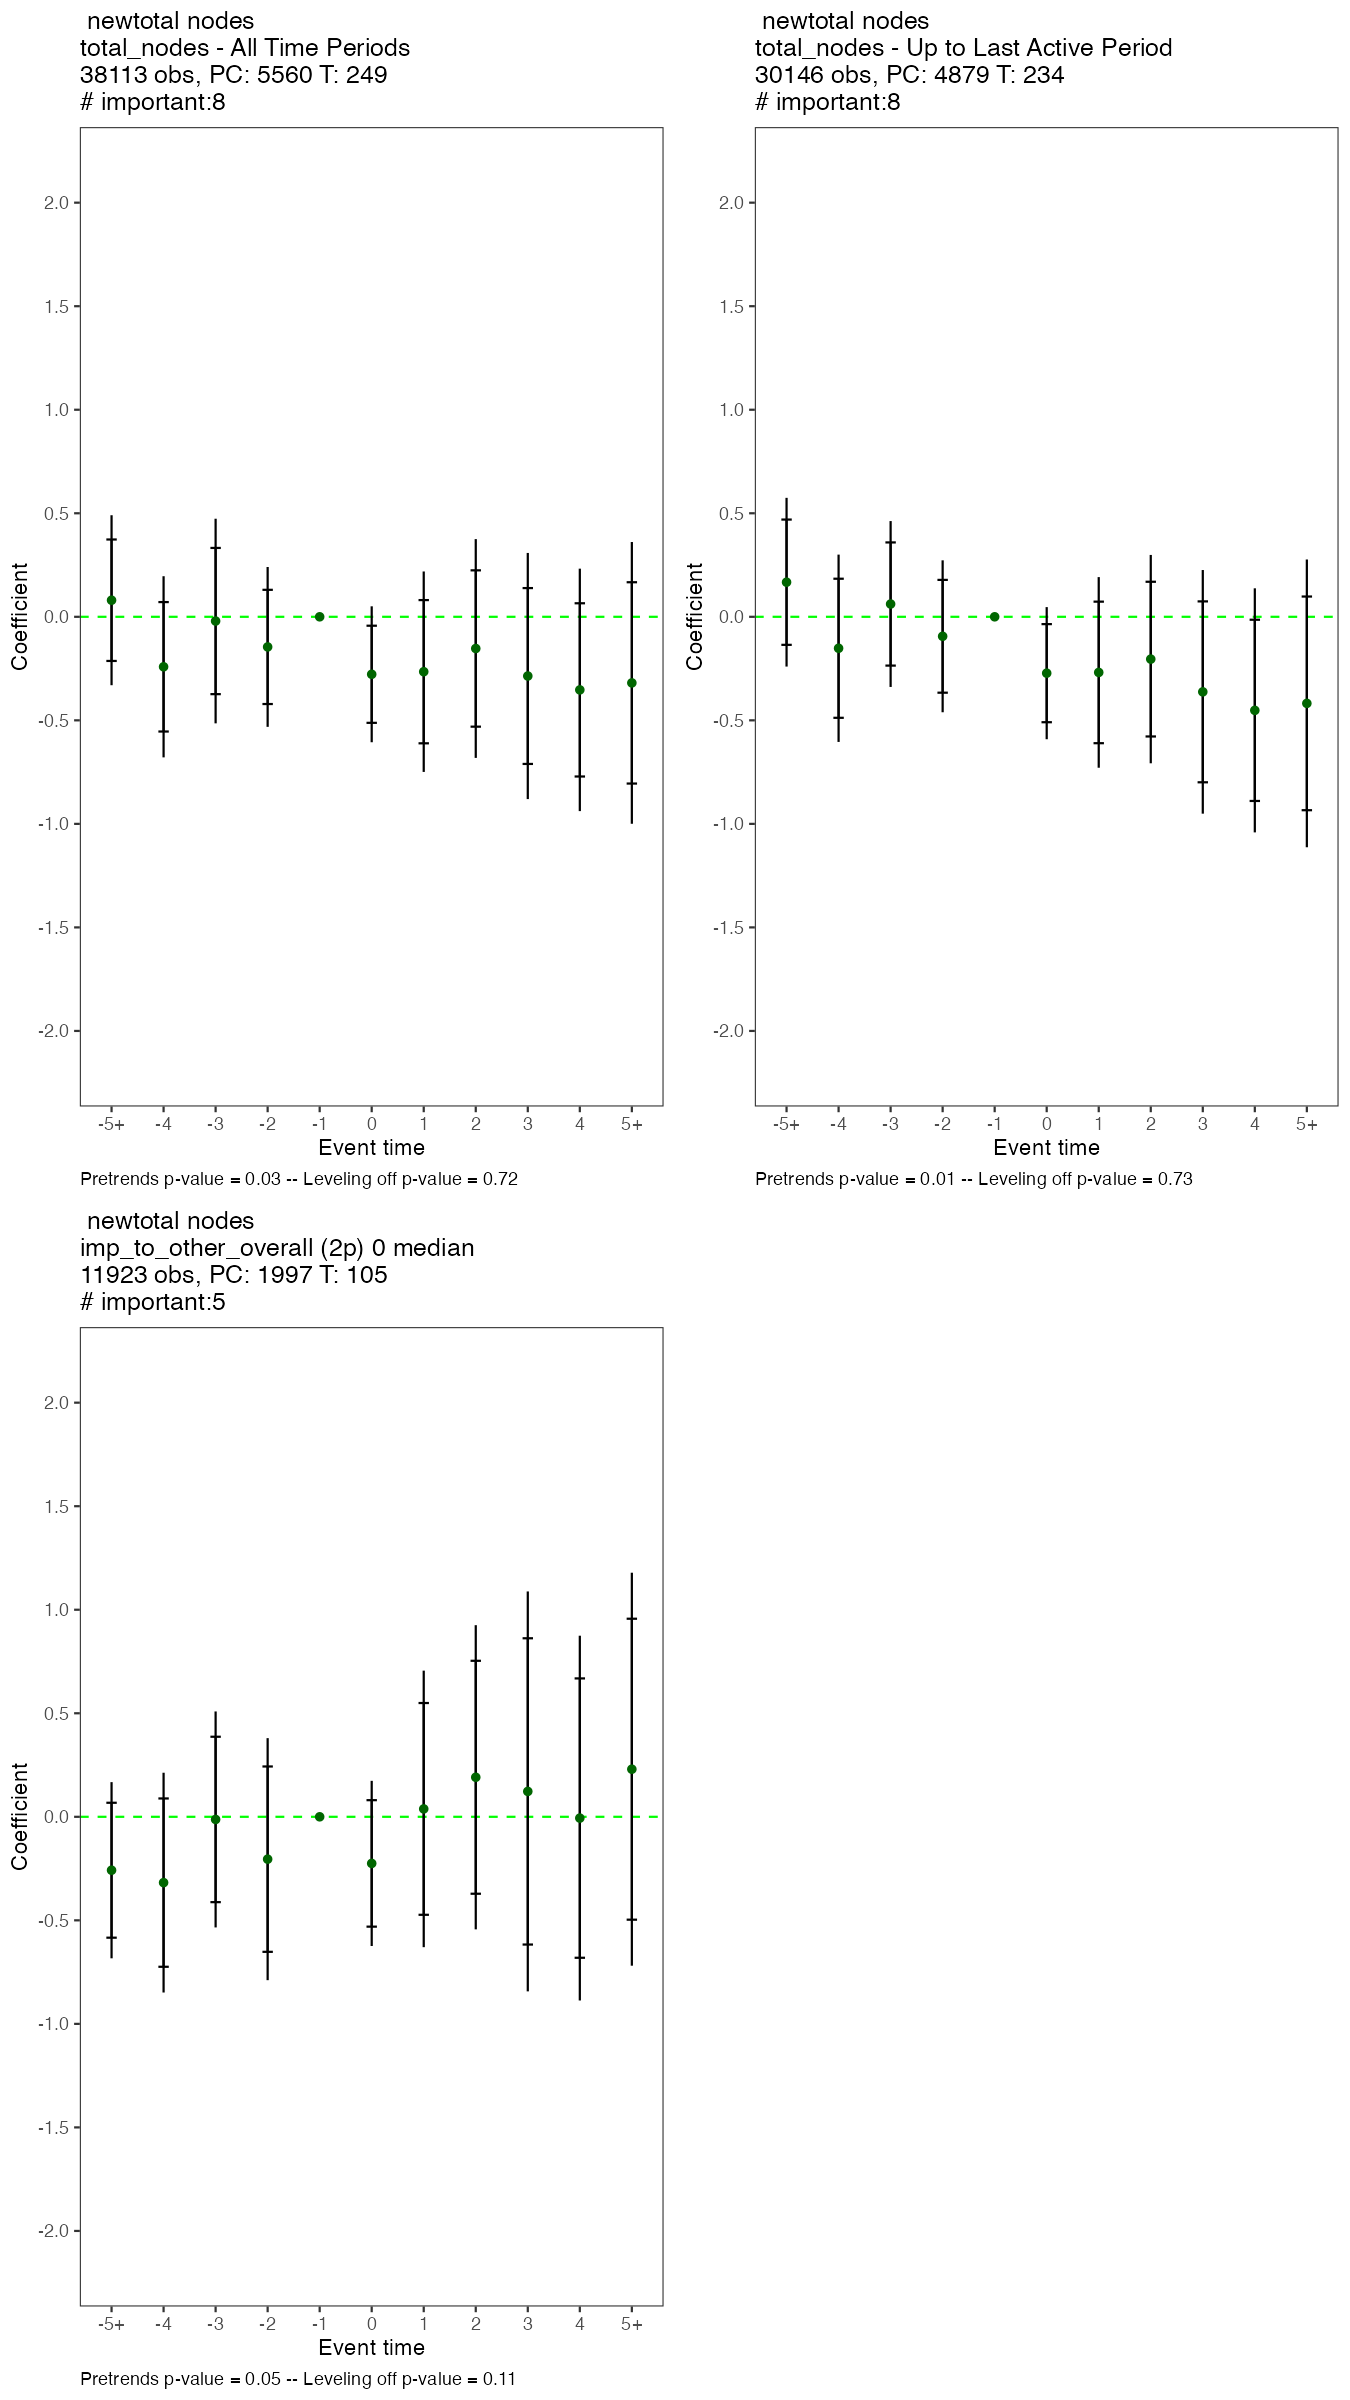 newtotal nodes
total_nodes - All Time Periods
38113 obs, PC: 5560 T: 249
# important:8
2.0
1.5
1.0
0.5
0.0
-0.5
-1.0
-1.5
-2.0
Coefficient
-5+ -4 -3 -2 -1 0 1 2 3 4 5+
Event time
Pretrends p-value = 0.03 -- Leveling off p-value = 0.72
newtotal nodes
total_nodes - Up to Last Active Period
30146 obs, PC: 4879 T: 234
# important:8
2.0
1.5
1.0
0.5
0.0
-0.5
-1.0
-1.5
-2.0
Coefficient
-5+ -4 -3 -2 -1 0 1 2 3 4 5+
Event time
Pretrends p-value = 0.01 -- Leveling off p-value = 0.73
newtotal nodes
imp_to_other_overall (2p) 0 median
11923 obs, PC: 1997 T: 105
# important:5
2.0
1.5
1.0
0.5
0.0
-0.5
-1.0
-1.5
-2.0
Coefficient
-5+ -4 -3 -2 -1 0 1 2 3 4 5+
Event time
Pretrends p-value = 0.05 -- Leveling off p-value = 0.11